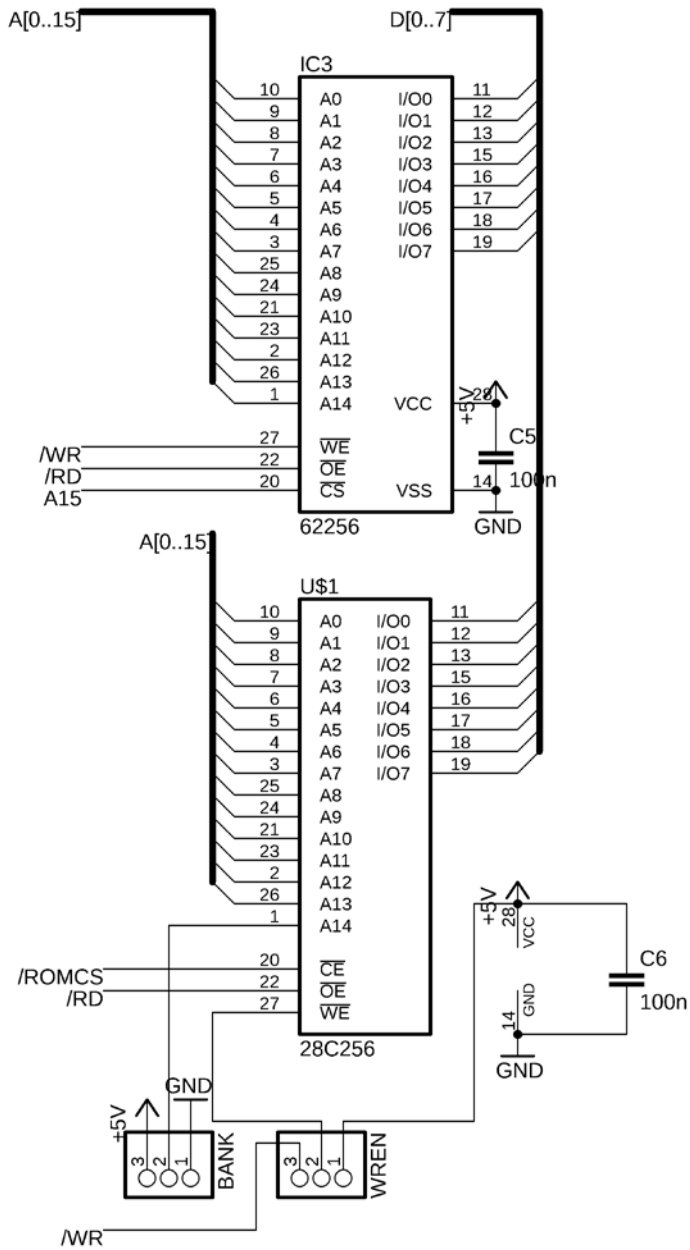 A[0..15]
D[0..7]
IC3
10 A0 I/O0 11
9 A1 I/O1 12
8 A2 I/O2 13
7 A3 I/O3 15
6 A4 I/O4 16
5 A5 I/O5 17
4 A6 I/O6 18
3 A7 I/O7 19
25 A8
24 A9
21 A10
23 A11
2 A12
26 A13
1 A14 VCC 28
+5V
C5
100n
/WR 27 WE
/RD 22 OE
A15 20 CS VSS 14
GND
62256
A[0..15]
U$1
10 A0 I/O0 11
9 A1 I/O1 12
8 A2 I/O2 13
7 A3 I/O3 15
6 A4 I/O4 16
5 A5 I/O5 17
4 A6 I/O6 18
3 A7 I/O7 19
25 A8
24 A9
21 A10
23 A11
2 A12
26 A13
1 A14
+5V
28 VCC
C6
100n
/ROMCS 20 CE
/RD 22 OE
27 WE
14 GND
28C256
GND
GND
+5V
3 2 1
BANK
3 2 1
WREN
/WR